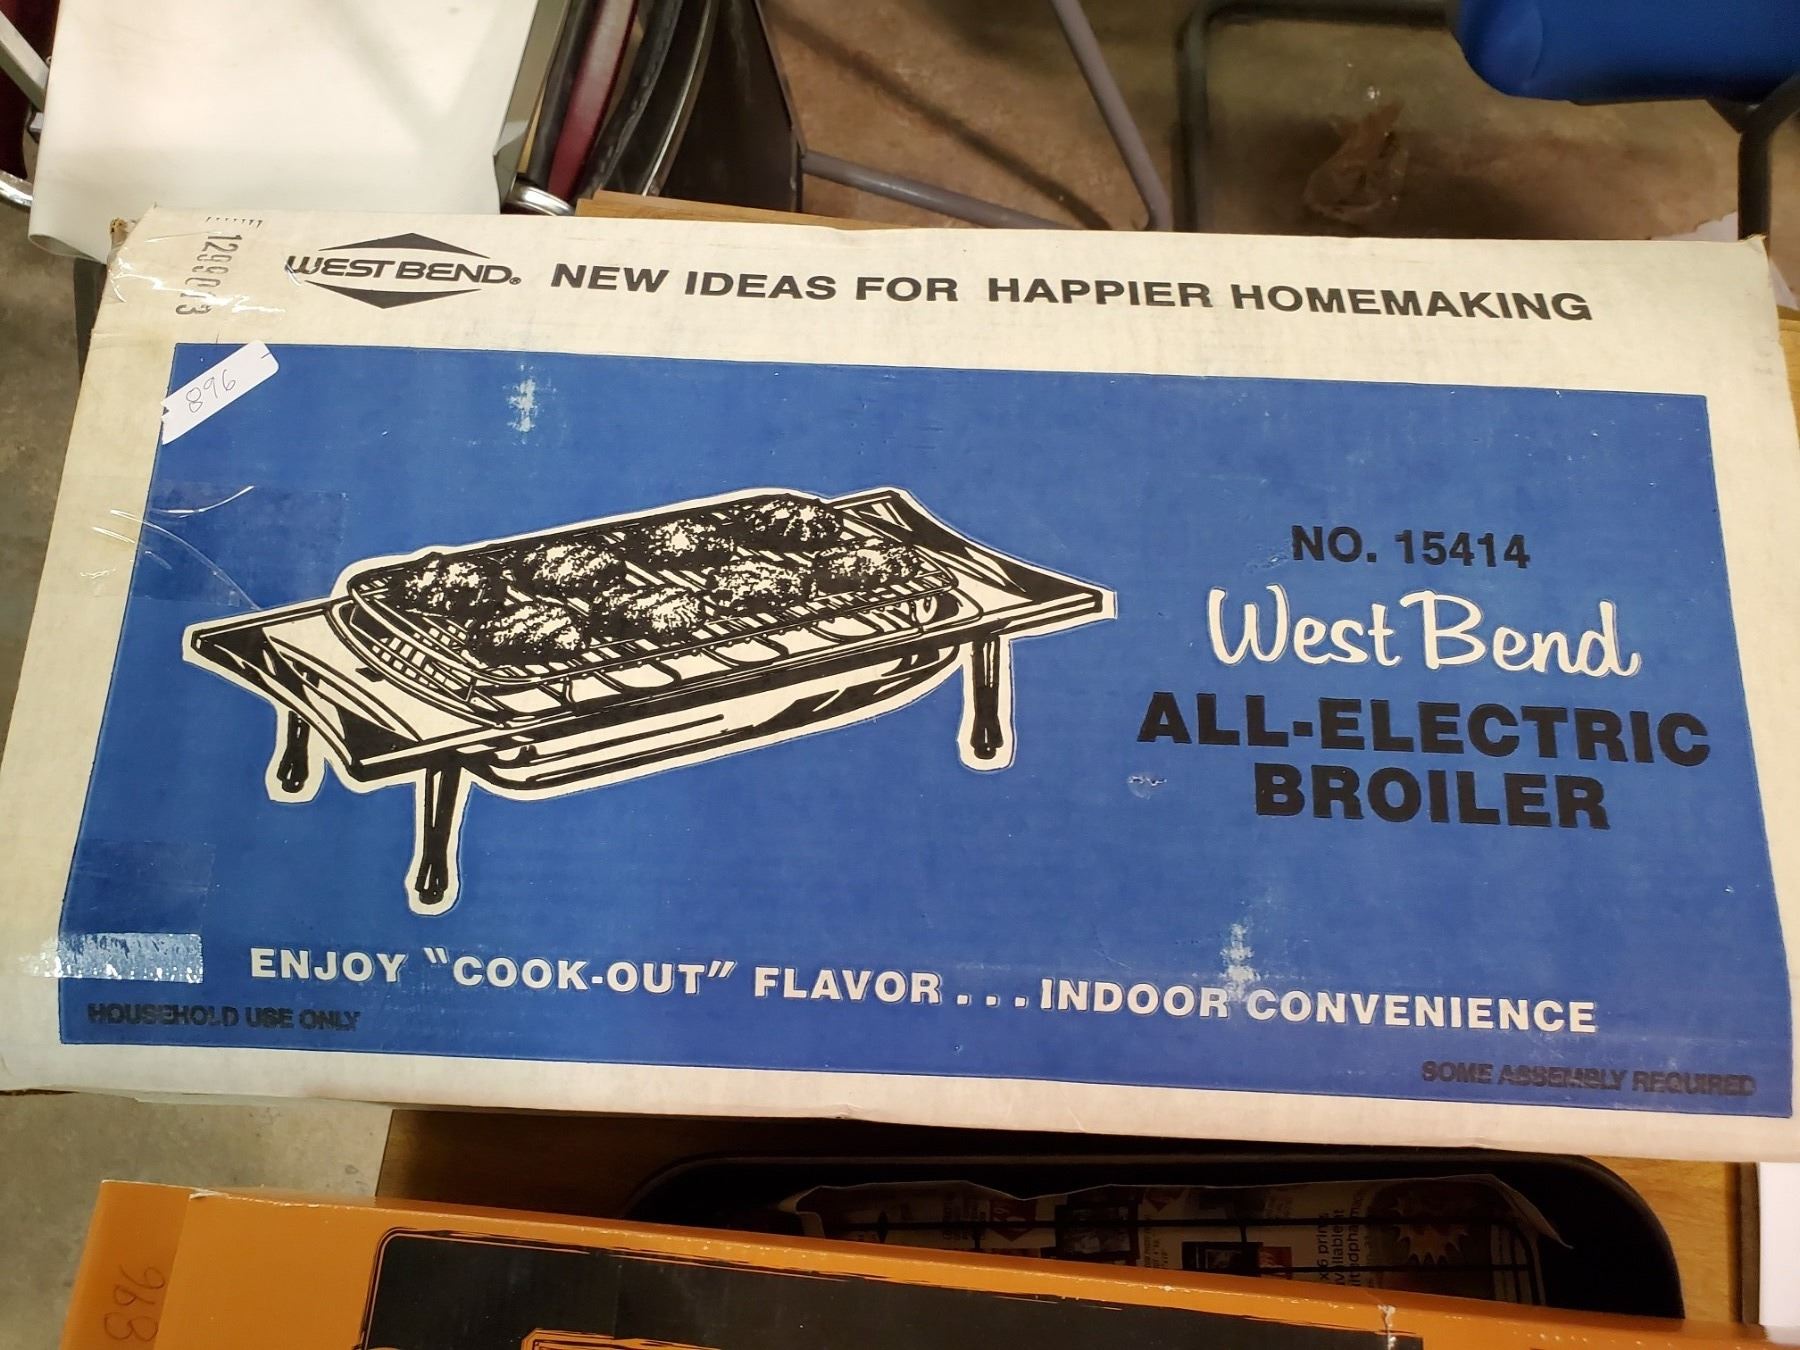 WEST BEND® NEW IDEAS FOR HAPPIER HOMEMAKING
896
NO. 15414
West Bend
ALL-ELECTRIC
BROILER
ENJOY "COOK-OUT" FLAVOR...INDOOR CONVENIENCE
HOUSEHOLD USE ONLY
SOME ASSEMBLY REQUIRED
896